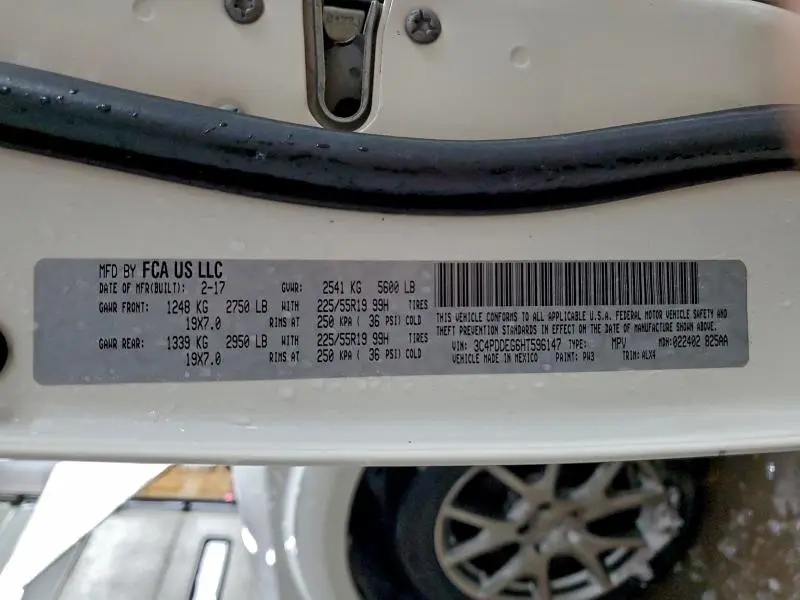 MFD BY FCA US LLC
DATE OF MFR(BUILT): 2-17 GVWR: 2541 KG 5600 LB
GAWR FRONT: 1248 KG 2750 LB WITH 225/55R19 99H TIRES
19X7.0 RIMS AT 250 KPA ( 36 PSI) COLD
GAWR REAR: 1339 KG 2950 LB WITH 225/55R19 99H TIRES
19X7.0 RIMS AT 250 KPA ( 36 PSI) COLD
THIS VEHICLE CONFORMS TO ALL APPLICABLE U.S.A. FEDERAL MOTOR VEHICLE SAFETY AND
THEFT PREVENTION STANDARDS IN EFFECT ON THE DATE OF MANUFACTURE SHOWN ABOVE.
VIN: 3C4PDDEG6HT596147 TYPE: MPV MDH: 022402 825AA
VEHICLE MADE IN MEXICO PAINT: PW3 TRIM: ALX4